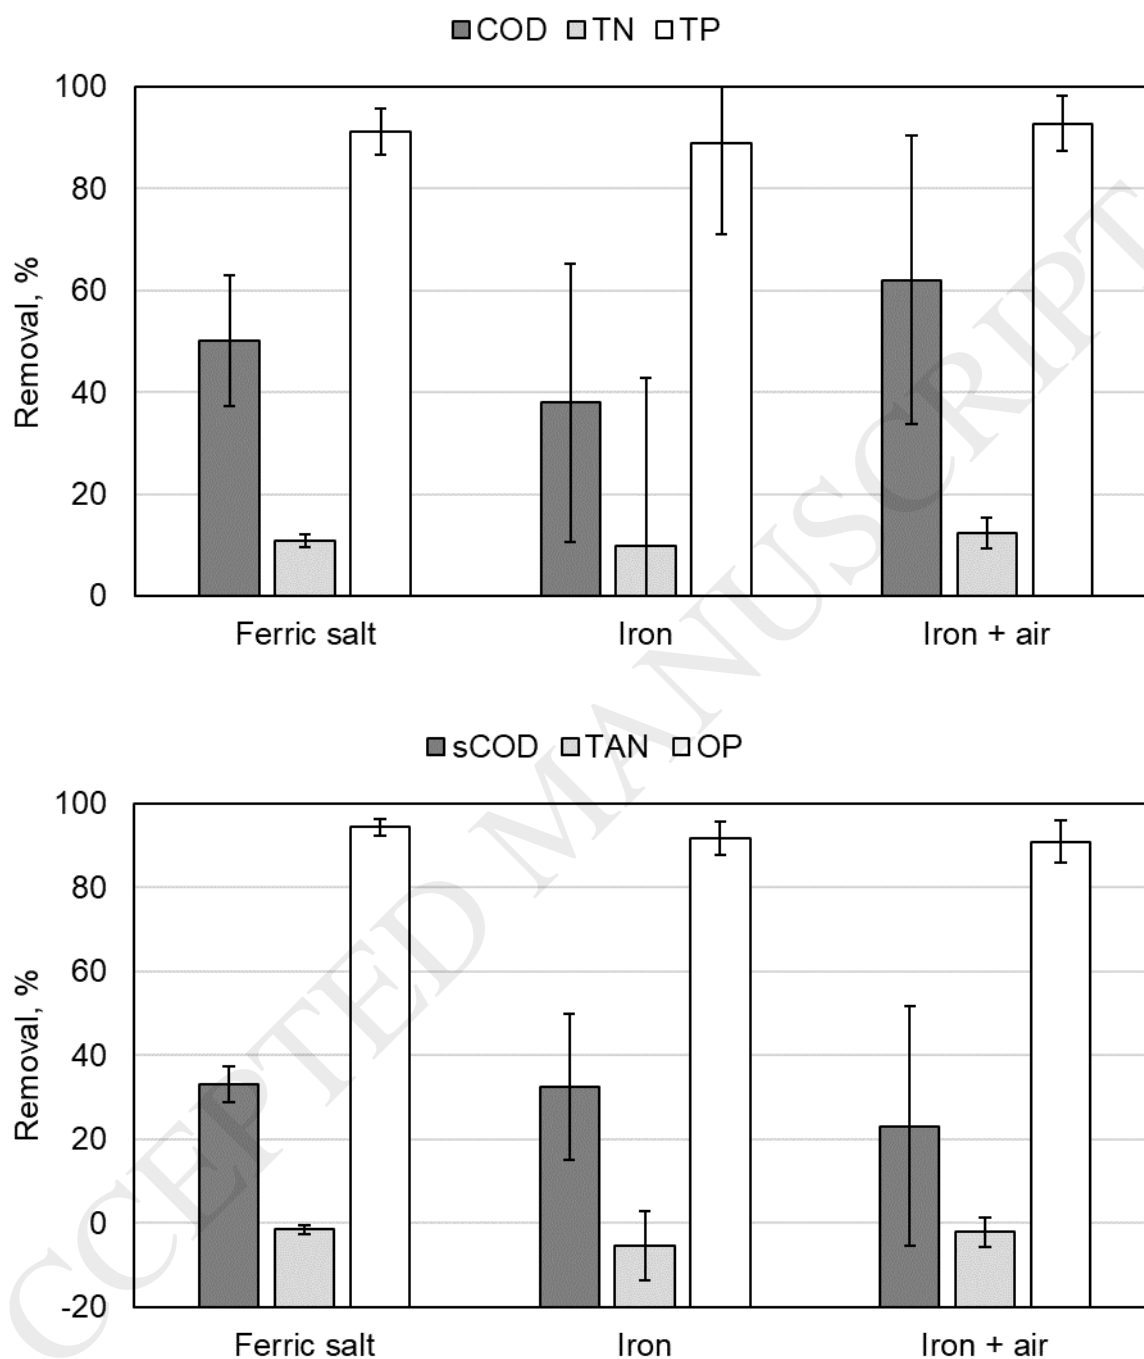 COD TN TP
100
80
60
40
20
0
Removal, %
Ferric salt Iron Iron + air
sCOD TAN OP
100
80
60
40
20
0
-20
Removal, %
Ferric salt Iron Iron + air
CCEPTED MANUSCRIPT